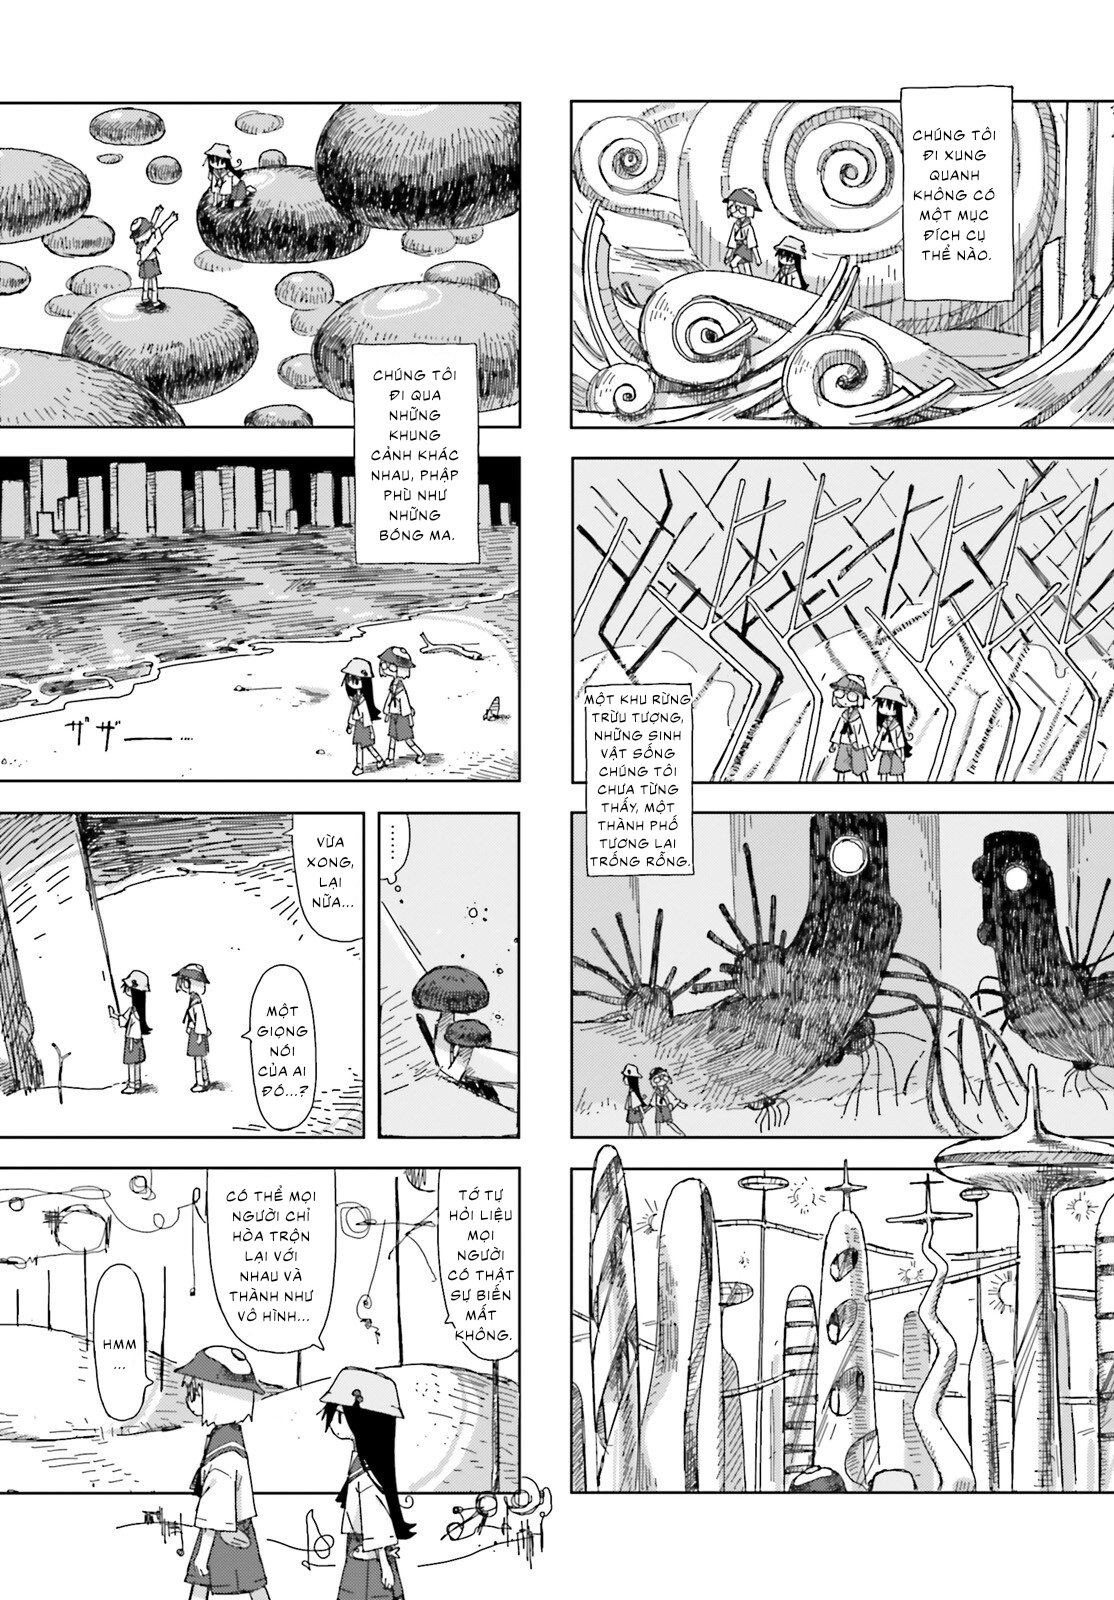 CHÚNG TÔI
ĐI XUNG
QUANH
KHÔNG CÓ
MỘT MỤC
ĐÍCH CỤ
THỂ NÀO.
MỘT KHU RỪNG
TRỪU TƯỢNG,
NHỮNG SINH
VẬT SỐNG
CHÚNG TÔI
CHƯA TỪNG
THẤY, MỘT
THÀNH PHỐ
TƯƠNG LAI
TRỐNG RỖNG.
CHÚNG TÔI
ĐI QUA
NHỮNG
KHUNG
CẢNH KHÁC
NHAU, PHẬP
PHÙ NHƯ
NHỮNG
BÓNG MA.
ザザーー....
......
VỪA
XONG,
LẠI
NỮA...
MỘT
GIỌNG
NÓI
CỦA AI
ĐÓ...?
TỚ TỰ
HỎI LIỆU
MỌI
NGƯỜI
CÓ THẬT
SỰ BIẾN
MẤT
KHÔNG.
CÓ THỂ MỌI
NGƯỜI CHỈ
HÒA TRỘN
LẠI VỚI
NHAU VÀ
THÀNH NHƯ
VÔ HÌNH...
HMM
...